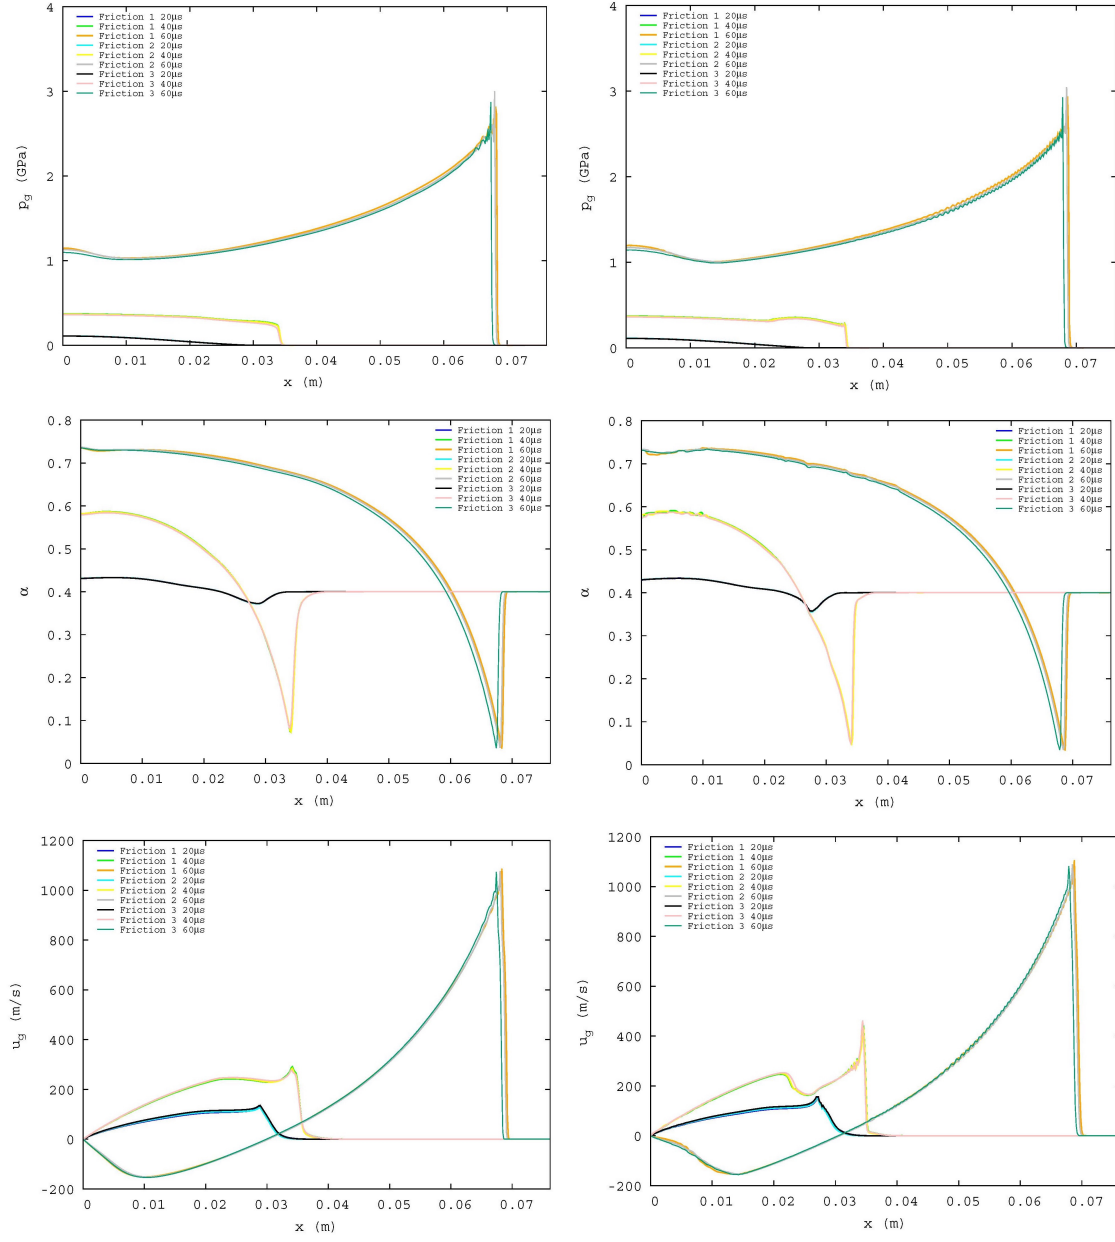 4
3
2
1
0
p_g (GPa)
Friction 1 20μs
Friction 1 40μs
Friction 1 60μs
Friction 2 20μs
Friction 2 40μs
Friction 2 60μs
Friction 3 20μs
Friction 3 40μs
Friction 3 60μs
0 0.01 0.02 0.03 0.04 0.05 0.06 0.07
x (m)
4
3
2
1
0
p_g (GPa)
Friction 1 20μs
Friction 1 40μs
Friction 1 60μs
Friction 2 20μs
Friction 2 40μs
Friction 2 60μs
Friction 3 20μs
Friction 3 40μs
Friction 3 60μs
0 0.01 0.02 0.03 0.04 0.05 0.06 0.07
x (m)
0.8
0.7
0.6
0.5
0.4
0.3
0.2
0.1
0
α
Friction 1 20μs
Friction 1 40μs
Friction 1 60μs
Friction 2 20μs
Friction 2 40μs
Friction 2 60μs
Friction 3 20μs
Friction 3 40μs
Friction 3 60μs
0 0.01 0.02 0.03 0.04 0.05 0.06 0.07
x (m)
0.8
0.7
0.6
0.5
0.4
0.3
0.2
0.1
0
α
Friction 1 20μs
Friction 1 40μs
Friction 1 60μs
Friction 2 20μs
Friction 2 40μs
Friction 2 60μs
Friction 3 20μs
Friction 3 40μs
Friction 3 60μs
0 0.01 0.02 0.03 0.04 0.05 0.06 0.07
x (m)
1200
1000
800
600
400
200
0
-200
u_g (m/s)
Friction 1 20μs
Friction 1 40μs
Friction 1 60μs
Friction 2 20μs
Friction 2 40μs
Friction 2 60μs
Friction 3 20μs
Friction 3 40μs
Friction 3 60μs
0 0.01 0.02 0.03 0.04 0.05 0.06 0.07
x (m)
1200
1000
800
600
400
200
0
-200
u_g (m/s)
Friction 1 20μs
Friction 1 40μs
Friction 1 60μs
Friction 2 20μs
Friction 2 40μs
Friction 2 60μs
Friction 3 20μs
Friction 3 40μs
Friction 3 60μs
0 0.01 0.02 0.03 0.04 0.05 0.06 0.07
x (m)